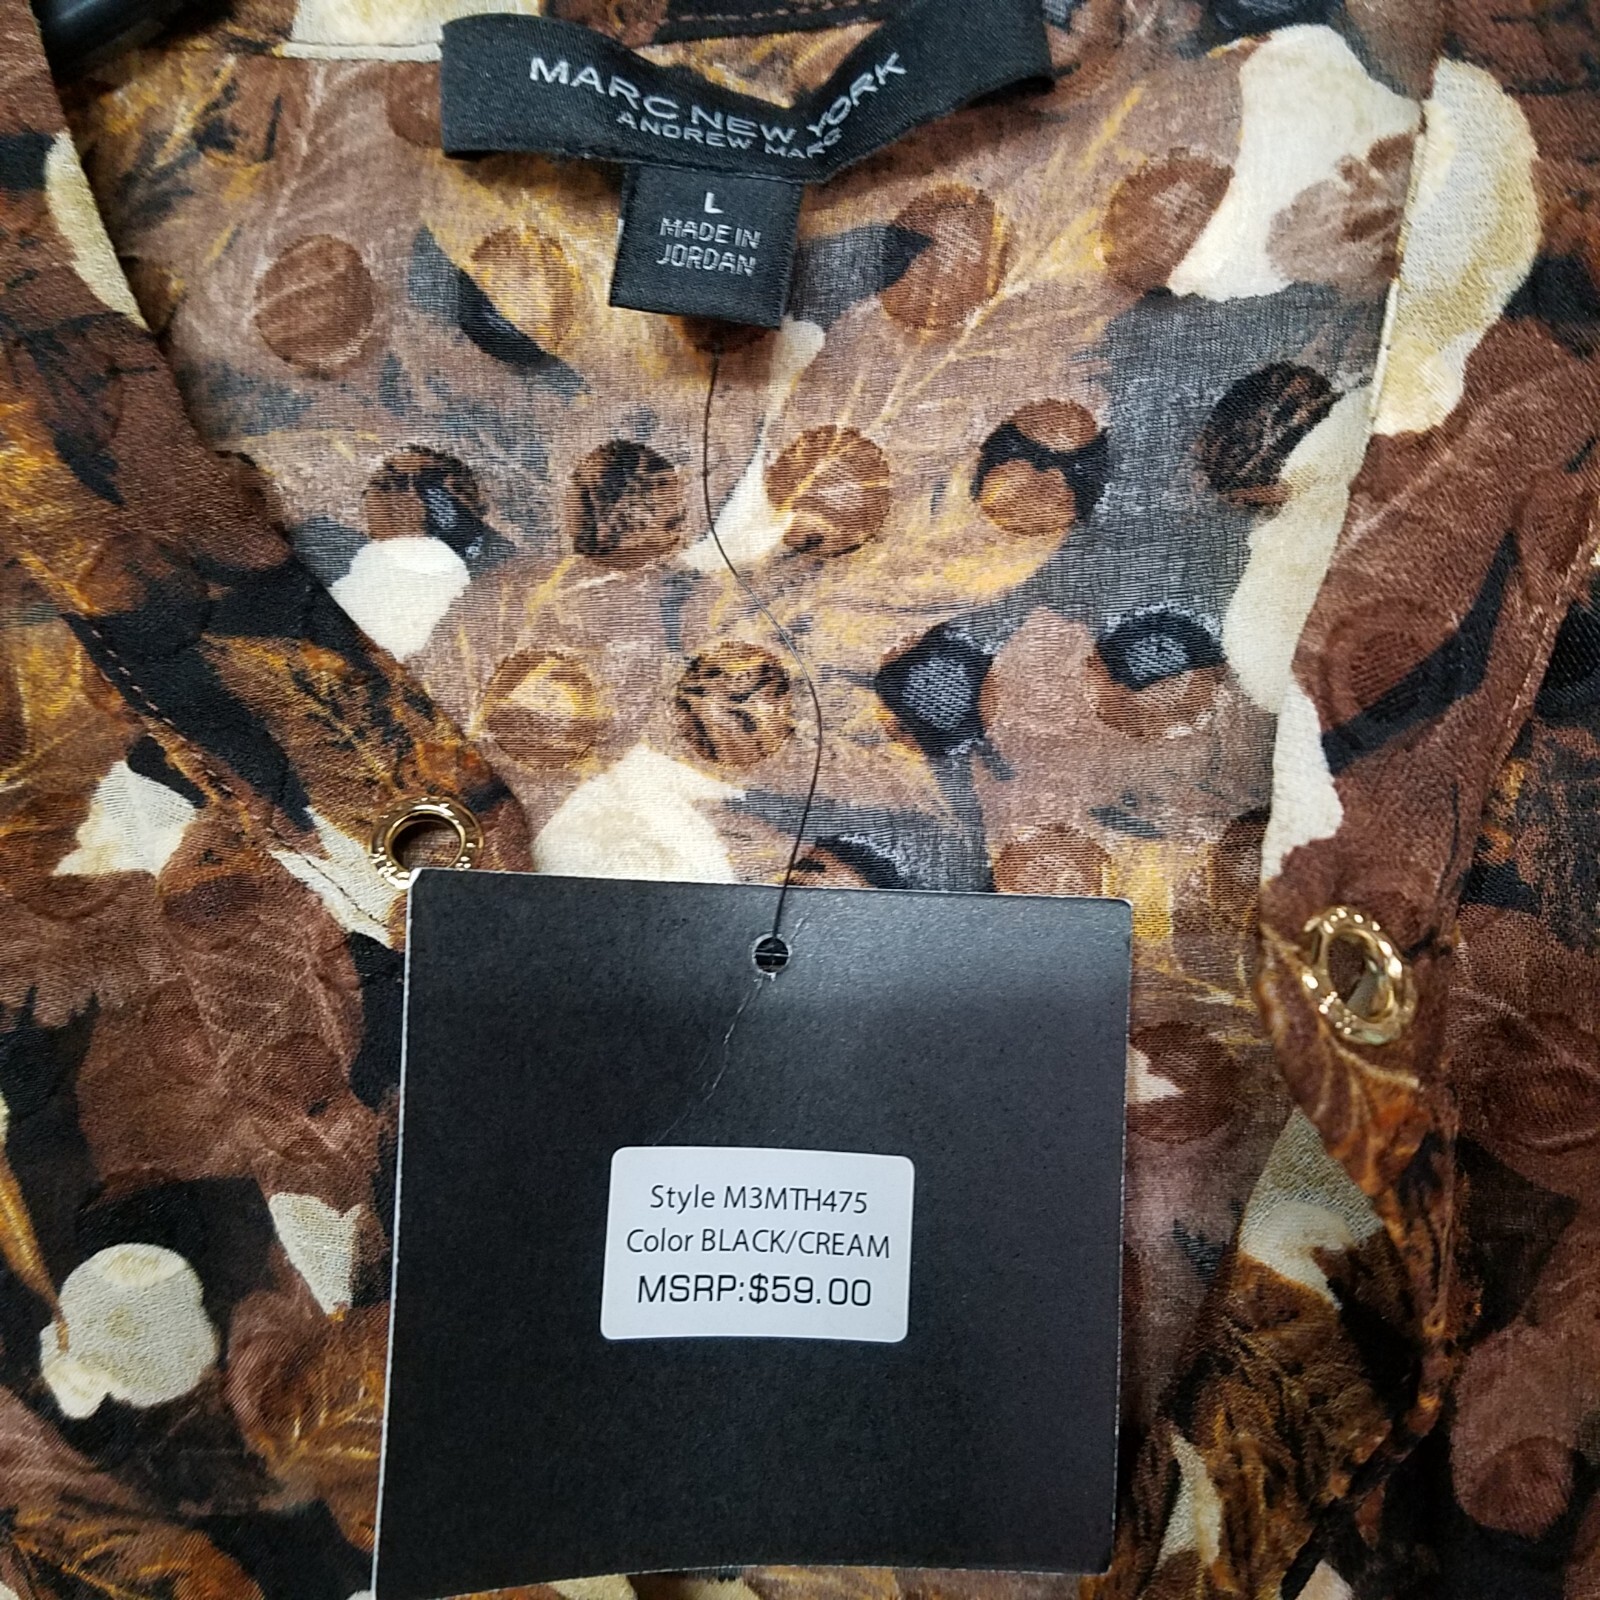 MARC NEW YORK
ANDREW MARC
L
MADE IN
JORDAN
Style M3MTH475
Color BLACK/CREAM
MSRP:$59.00